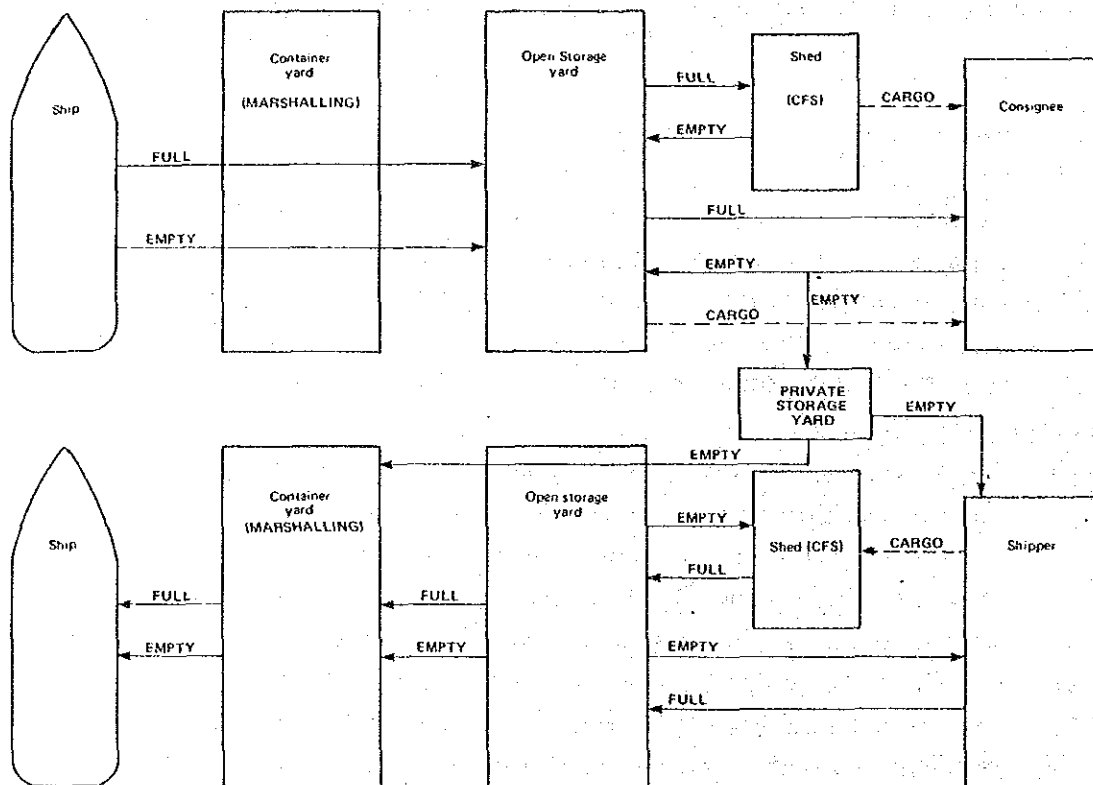 Ship
Container
yard
(MARSHALLING)
Open Storage
yard
Shed
(CFS)
Consignee
FULL
EMPTY
FULL
EMPTY
CARGO
FULL
EMPTY
EMPTY
CARGO
PRIVATE
STORAGE
YARD
EMPTY
EMPTY
Ship
Container
yard
(MARSHALLING)
Open storage
yard
Shed (CFS)
Shipper
EMPTY
FULL
CARGO
FULL
EMPTY
FULL
EMPTY
EMPTY
FULL